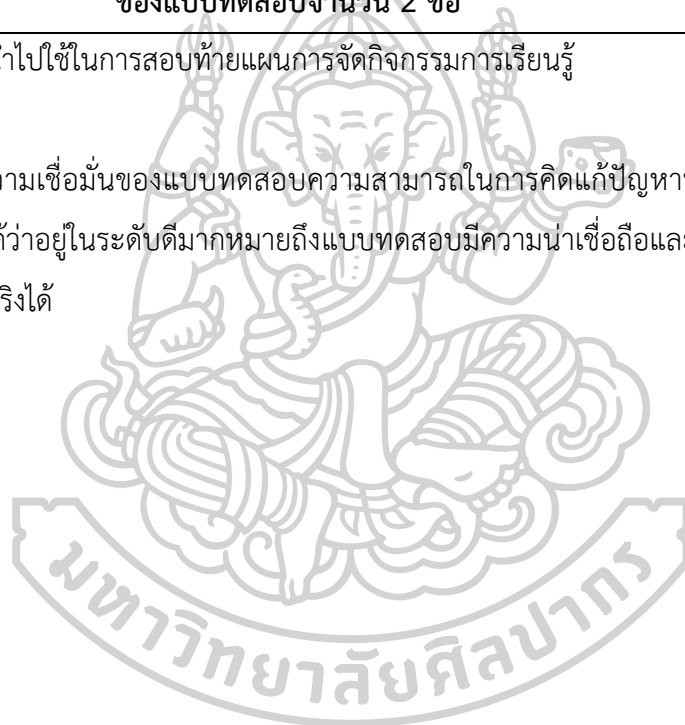 ของแบบทดสอบจำนวน 2 ข้อ
นำไปใช้ในการสอบท้ายแผนการจัดกิจกรรมการเรียนรู้
วามเชื่อมั่นของแบบทดสอบความสามารถในการคิดแก้ปัญหา
ด้ว่าอยู่ในระดับดีมากหมายถึงแบบทดสอบมีความน่าเชื่อถือและ
ริงได้
มหาวิทยาลัยศิลปากร